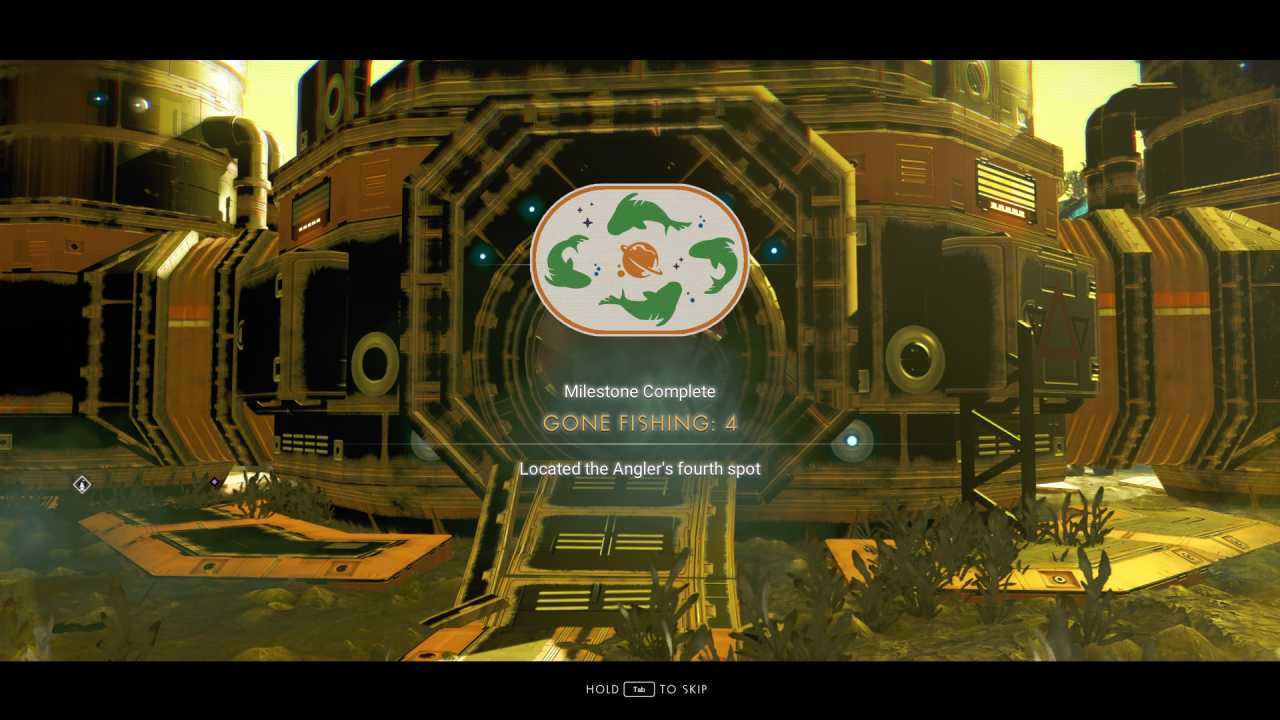 Milestone Complete
GONE FISHING: 4
Located the Angler's fourth spot
HOLD Tab TO SKIP